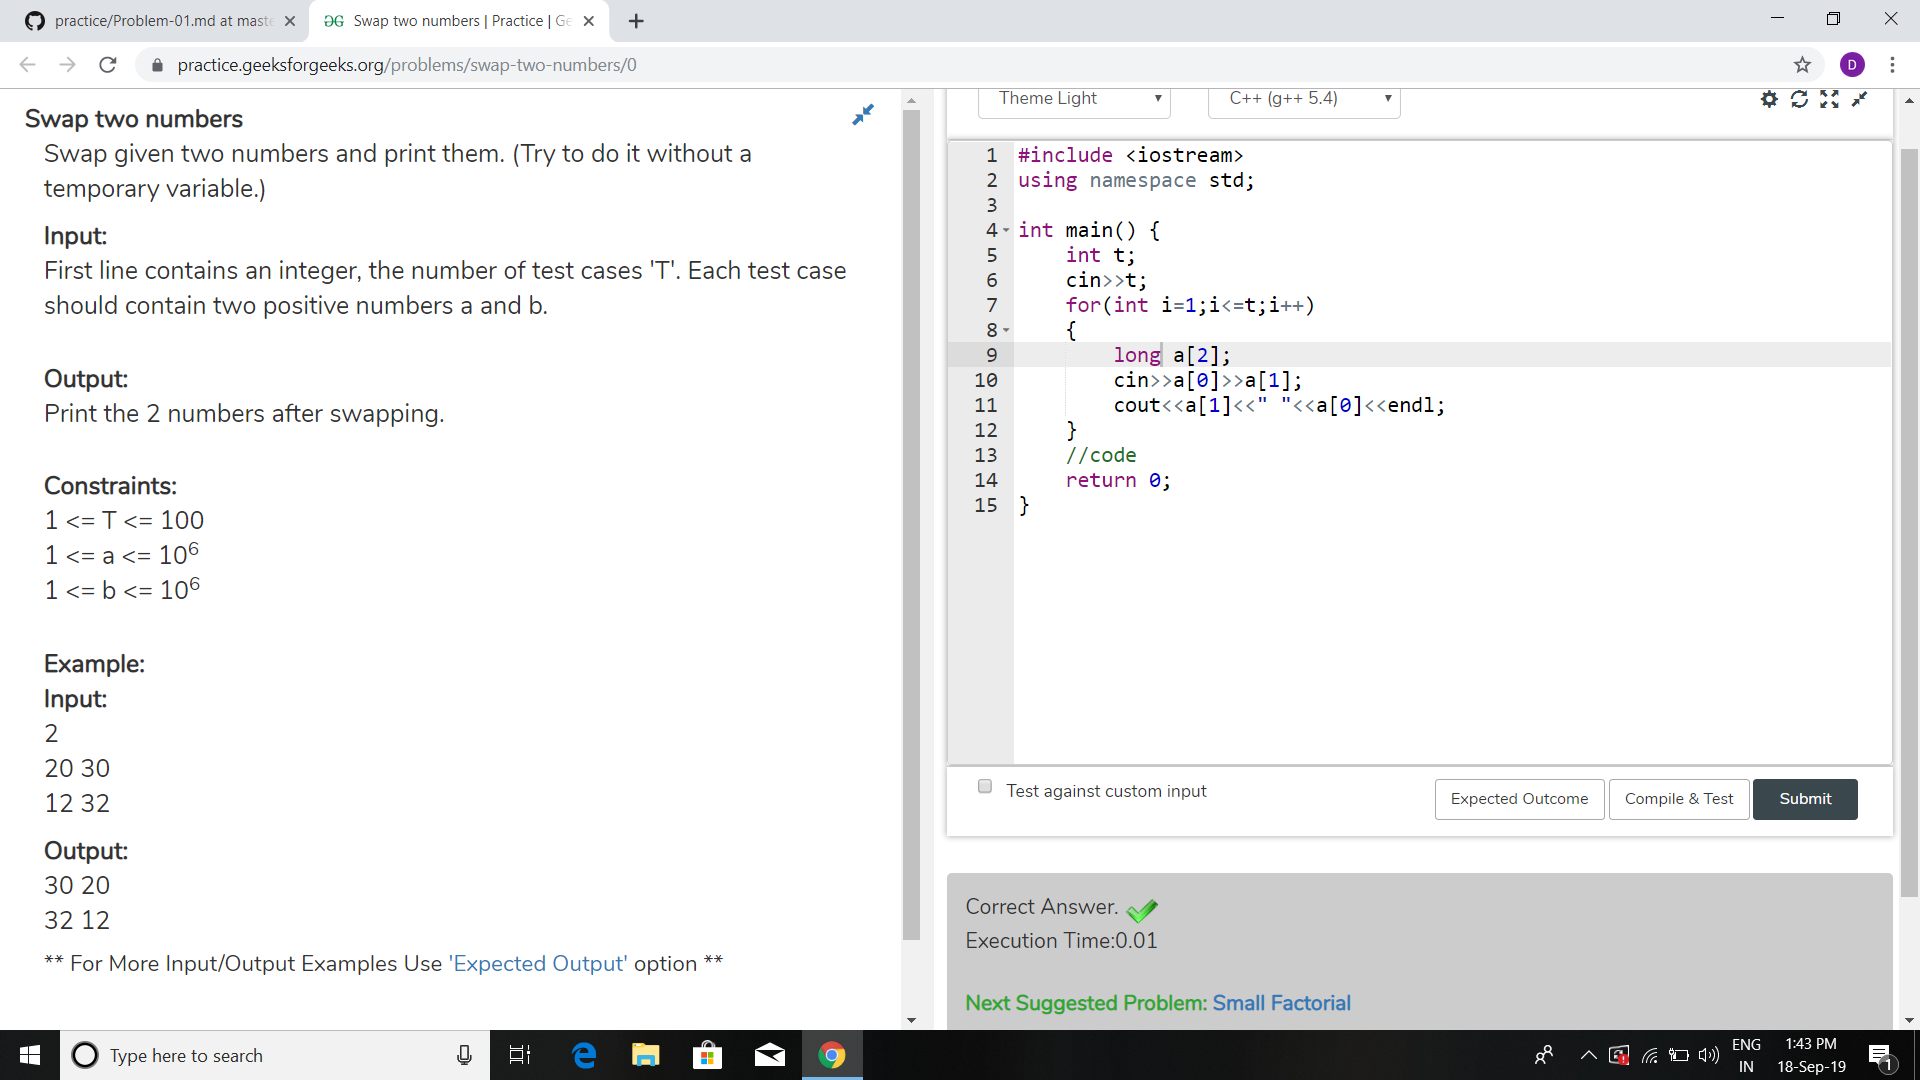 practice/Problem-01.md at maste
Swap two numbers | Practice | Ge
practice.geeksforgeeks.org/problems/swap-two-numbers/0
D
Swap two numbers
Swap given two numbers and print them. (Try to do it without a
temporary variable.)
Input:
First line contains an integer, the number of test cases 'T'. Each test case
should contain two positive numbers a and b.
Output:
Print the 2 numbers after swapping.
Constraints:
1 <= T <= 100
1 <= a <= 10⁶
1 <= b <= 10⁶
Example:
Input:
2
20 30
12 32
Output:
30 20
32 12
** For More Input/Output Examples Use 'Expected Output' option **
Theme Light
C++ (g++ 5.4)
1 #include <iostream>
2 using namespace std;
3
4 int main() {
5 int t;
6 cin>>t;
7 for(int i=1;i<=t;i++)
8 {
9 long a[2];
10 cin>>a[0]>>a[1];
11 cout<<a[1]<<" "<<a[0]<<endl;
12 }
13 //code
14 return 0;
15 }
Test against custom input
Expected Outcome
Compile & Test
Submit
Correct Answer.
Execution Time:0.01
Next Suggested Problem: Small Factorial
Type here to search
ENG
IN
1:43 PM
18-Sep-19
1